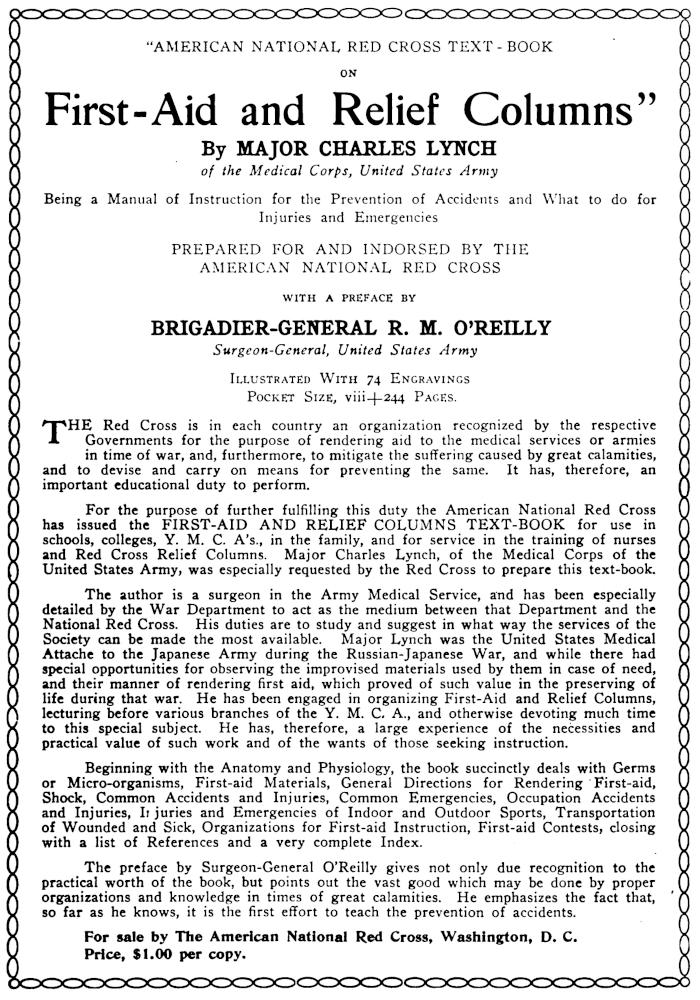 "AMERICAN NATIONAL RED CROSS TEXT-BOOK
ON
First-Aid and Relief Columns"
By MAJOR CHARLES LYNCH
of the Medical Corps, United States Army
Being a Manual of Instruction for the Prevention of Accidents and What to do for
Injuries and Emergencies
PREPARED FOR AND INDORSED BY THE
AMERICAN NATIONAL RED CROSS
WITH A PREFACE BY
BRIGADIER-GENERAL R. M. O'REILLY
Surgeon-General, United States Army
ILLUSTRATED WITH 74 ENGRAVINGS
POCKET SIZE, viii+244 PAGES.
THE Red Cross is in each country an organization recognized by the respective
Governments for the purpose of rendering aid to the medical services or armies
in time of war, and, furthermore, to mitigate the suffering caused by great calamities,
and to devise and carry on means for preventing the same. It has, therefore, an
important educational duty to perform.
For the purpose of further fulfilling this duty the American National Red Cross
has issued the FIRST-AID AND RELIEF COLUMNS TEXT-BOOK for use in
schools, colleges, Y. M. C. A's., in the family, and for service in the training of nurses
and Red Cross Relief Columns. Major Charles Lynch, of the Medical Corps of the
United States Army, was especially requested by the Red Cross to prepare this text-book.
The author is a surgeon in the Army Medical Service, and has been especially
detailed by the War Department to act as the medium between that Department and the
National Red Cross. His duties are to study and suggest in what way the services of the
Society can be made the most available. Major Lynch was the United States Medical
Attache to the Japanese Army during the Russian-Japanese War, and while there had
special opportunities for observing the improvised materials used by them in case of need,
and their manner of rendering first aid, which proved of such value in the preserving of
life during that war. He has been engaged in organizing First-Aid and Relief Columns,
lecturing before various branches of the Y. M. C. A., and otherwise devoting much time
to this special subject. He has, therefore, a large experience of the necessities and
practical value of such work and of the wants of those seeking instruction.
Beginning with the Anatomy and Physiology, the book succinctly deals with Germs
or Micro-organisms, First-aid Materials, General Directions for Rendering First-aid,
Shock, Common Accidents and Injuries, Common Emergencies, Occupation Accidents
and Injuries, Injuries and Emergencies of Indoor and Outdoor Sports, Transportation
of Wounded and Sick, Organizations for First-aid Instruction, First-aid Contests, closing
with a list of References and a very complete Index.
The preface by Surgeon-General O'Reilly gives not only due recognition to the
practical worth of the book, but points out the vast good which may be done by proper
organizations and knowledge in times of great calamities. He emphasizes the fact that,
so far as he knows, it is the first effort to teach the prevention of accidents.
For sale by The American National Red Cross, Washington, D. C.
Price, $1.00 per copy.